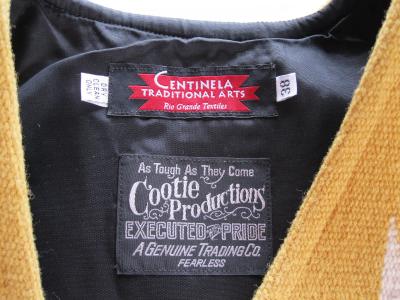 DRY
CLEAN
ONLY
CENTINELA
TRADITIONAL ARTS
Rio Grande Textiles
38
As Tough As They Come
Cootie
Productions
EXECUTED WITH PRIDE
A GENUINE TRADING CO.
FEARLESS